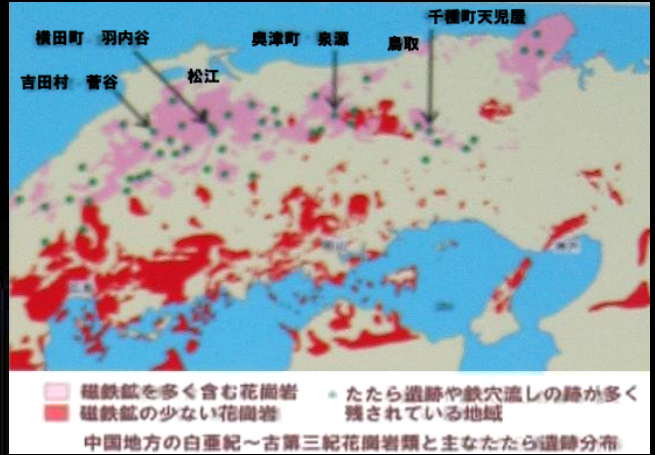 千種町天児屋
横田町 羽内谷
奥津町 泉源
鳥取
吉田村 菅谷
松江
磁鉄鉱を多く含む花崗岩
磁鉄鉱の少ない花崗岩
・たたら遺跡や鉄穴流しの跡が多く
残されている地域
中国地方の白亜紀～古第三紀花崗岩類と主なたたら遺跡分布